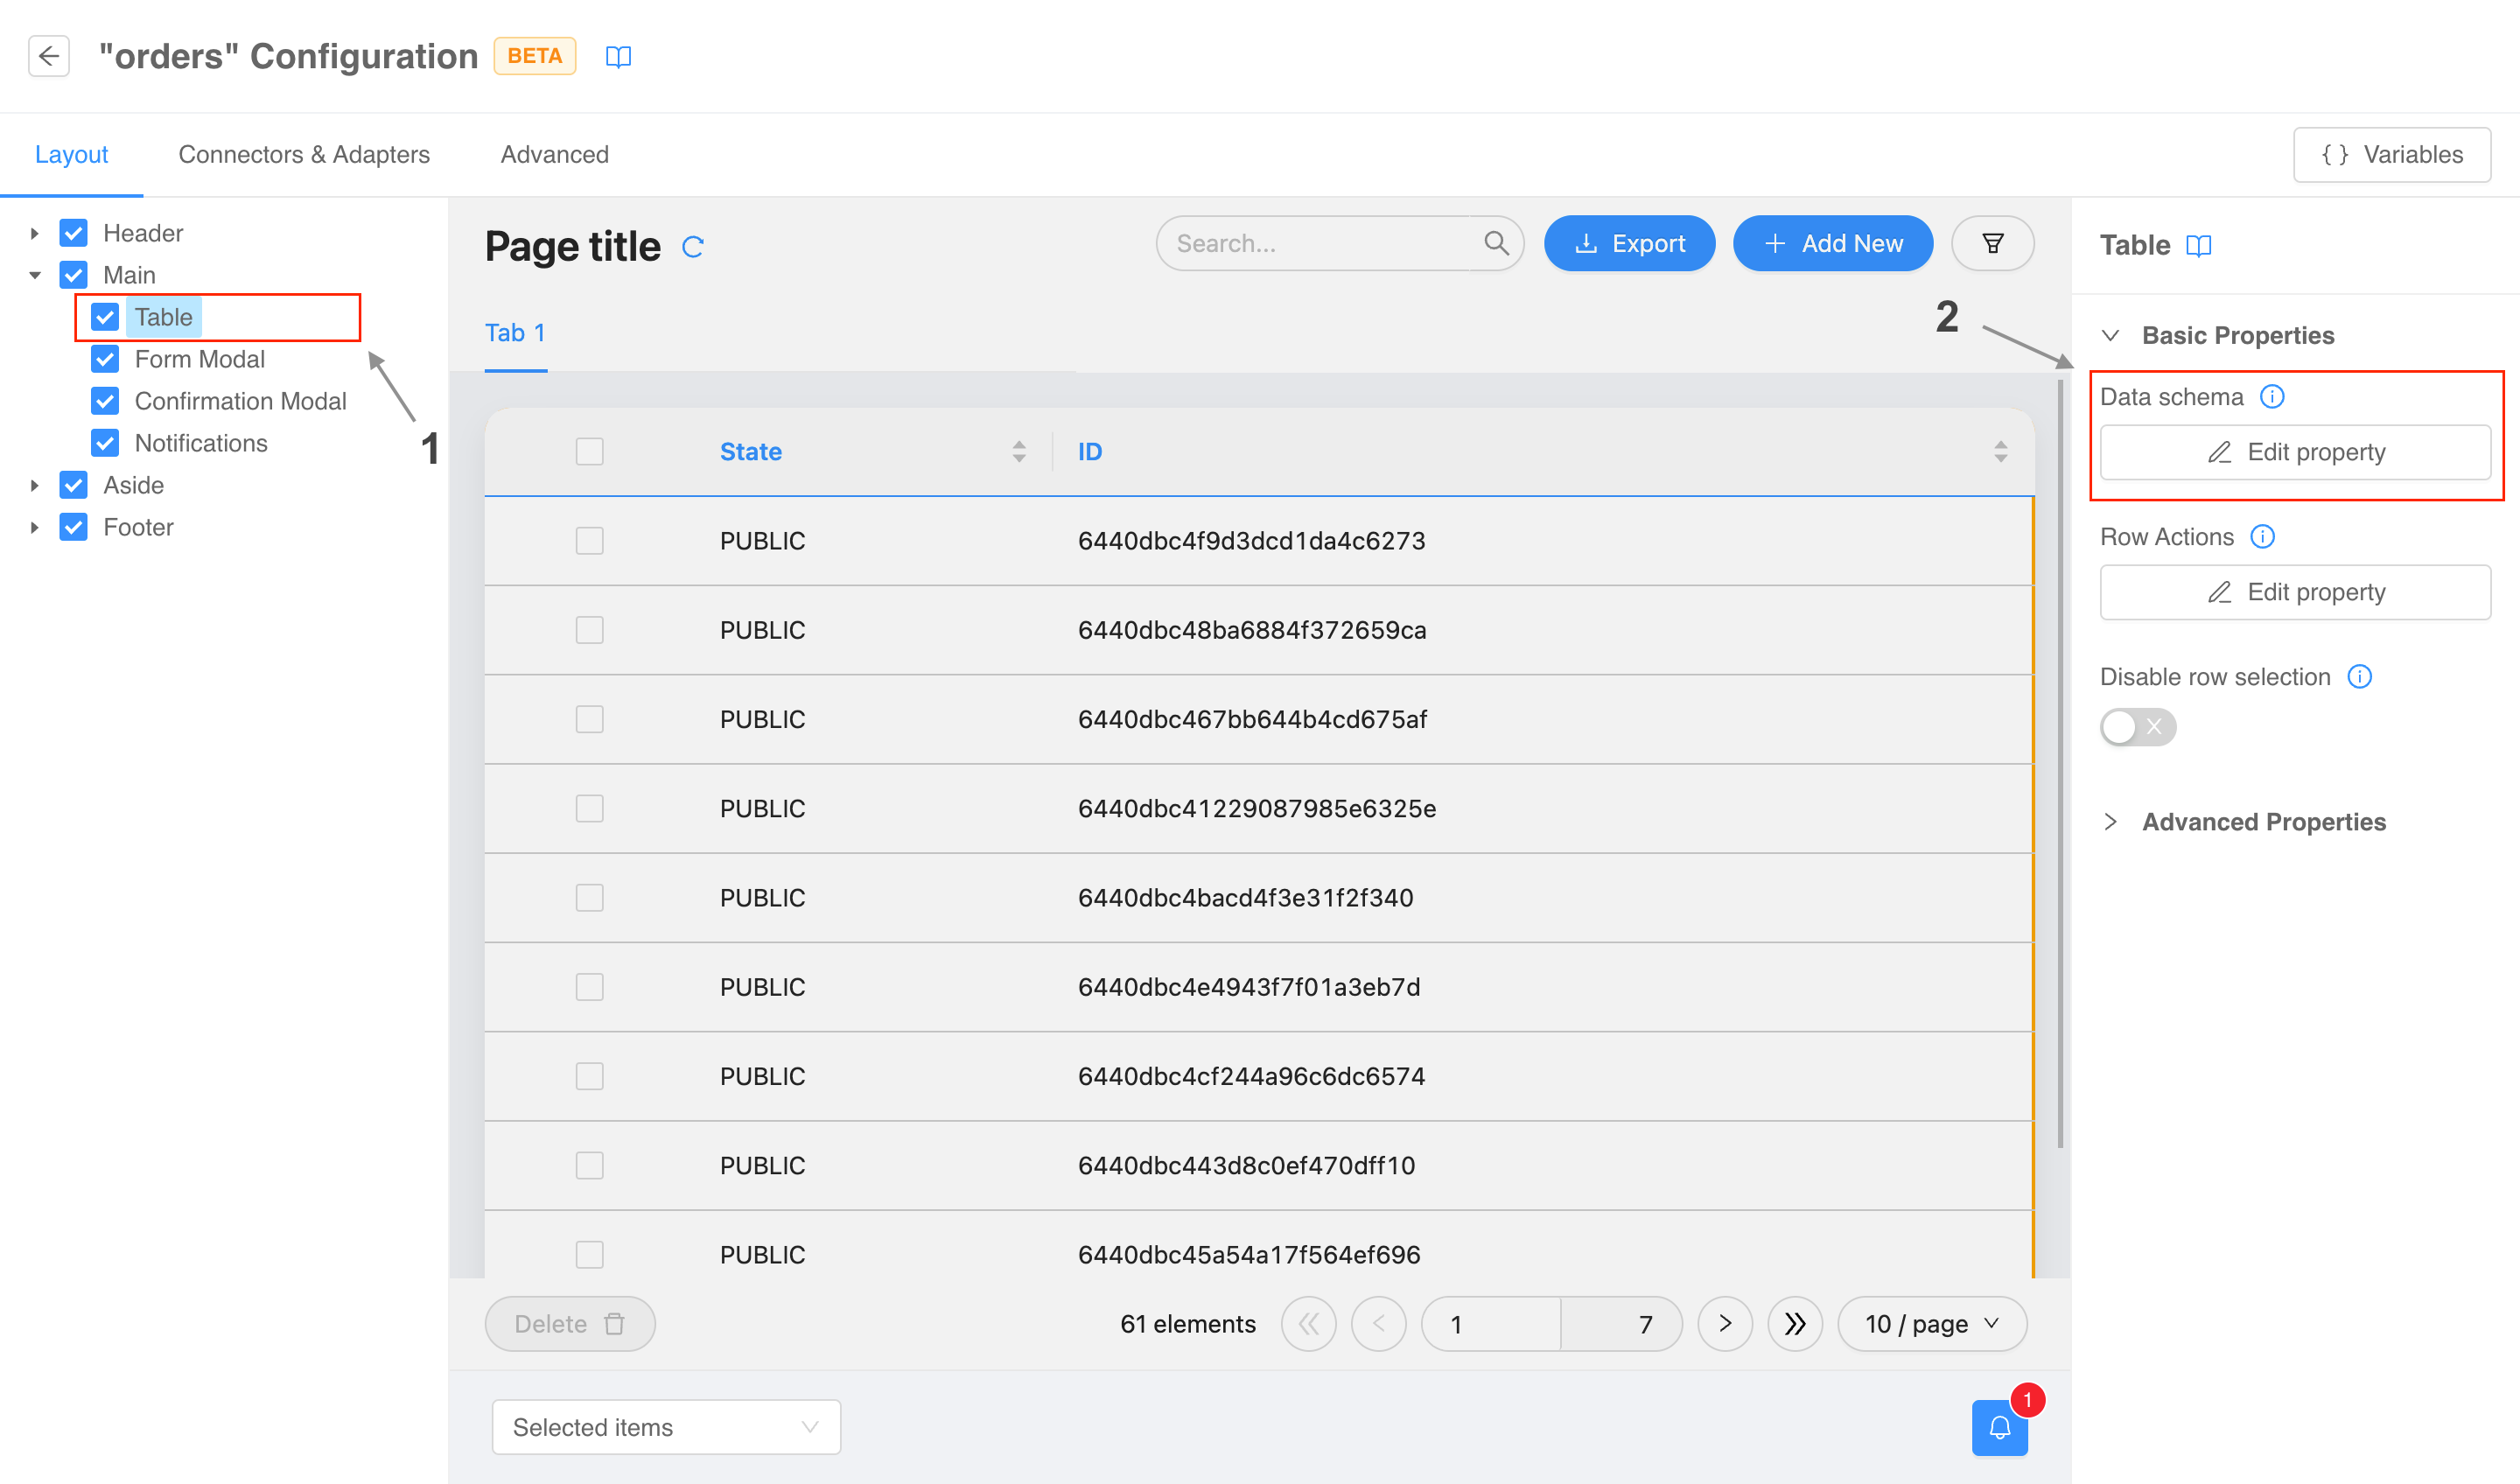 "orders" Configuration BETA
Layout Connectors & Adapters Advanced { } Variables
Header
Main
Table
Form Modal
Confirmation Modal
Notifications
Aside
Footer
1
Page title Search... Export Add New
Tab 1
State ID
PUBLIC 6440dbc4f9d3dcd1da4c6273
PUBLIC 6440dbc48ba6884f372659ca
PUBLIC 6440dbc467bb644b4cd675af
PUBLIC 6440dbc41229087985e6325e
PUBLIC 6440dbc4bacd4f3e31f2f340
PUBLIC 6440dbc4e4943f7f01a3eb7d
PUBLIC 6440dbc4cf244a96c6dc6574
PUBLIC 6440dbc443d8c0ef470dff10
PUBLIC 6440dbc45a54a17f564ef696
Delete 61 elements 1 7 10 / page
Selected items 1
2
Table
Basic Properties
Data schema
Edit property
Row Actions
Edit property
Disable row selection
Advanced Properties